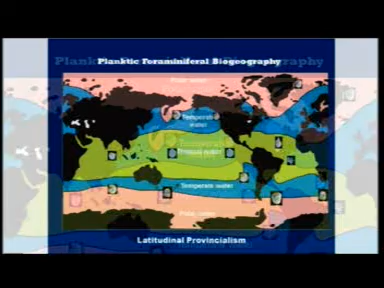 Planktic Foraminiferal Biogeography
Polar water
Temperate
water
Tropical water
Temperate water
Polar water
Latitudinal Provincialism